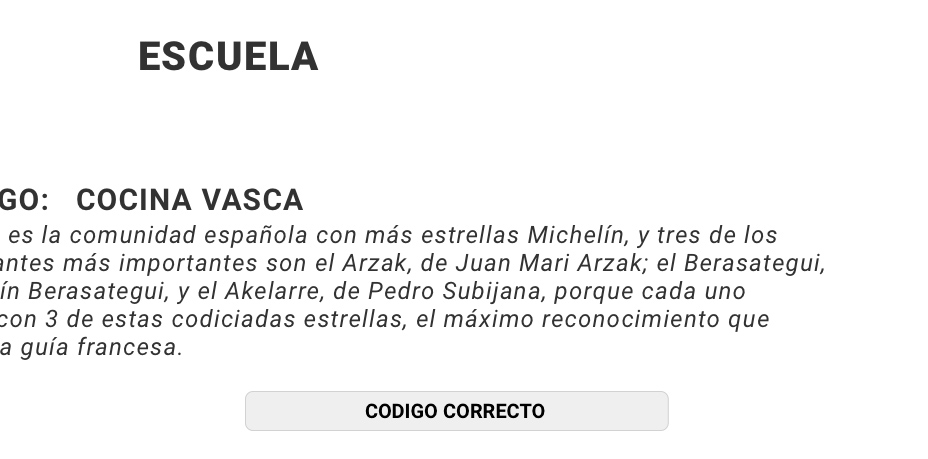 ESCUELA
GO: COCINA VASCA
es la comunidad española con más estrellas Michelín, y tres de los
antes más importantes son el Arzak, de Juan Mari Arzak; el Berasategui,
ín Berasategui, y el Akelarre, de Pedro Subijana, porque cada uno
con 3 de estas codiciadas estrellas, el máximo reconocimiento que
a guía francesa.
CODIGO CORRECTO